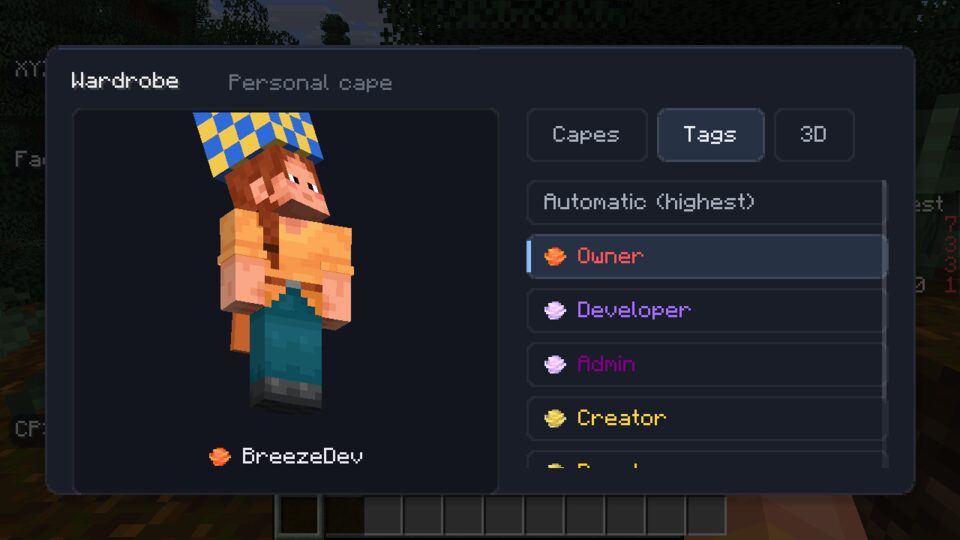 Wardrobe Personal cape
Capes Tags 3D
Automatic (highest)
Owner
Developer
Admin
Creator
BreezeDev